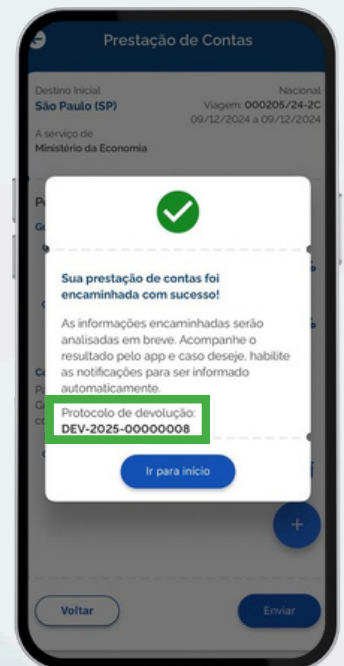 Prestação de Contas
Destino Inicial
Nacional
São Paulo (SP)
Viagem: 000205/24-2C
09/12/2024 a 09/12/2024
A serviço de
Ministério da Economia
Sua prestação de contas foi
encaminhada com sucesso!
As informações encaminhadas serão
analisadas em breve. Acompanhe o
resultado pelo app e caso deseje, habilite
as notificações para ser informado
automaticamente.
Protocolo de devolução:
DEV-2025-00000008
Ir para início
+
Voltar
Enviar